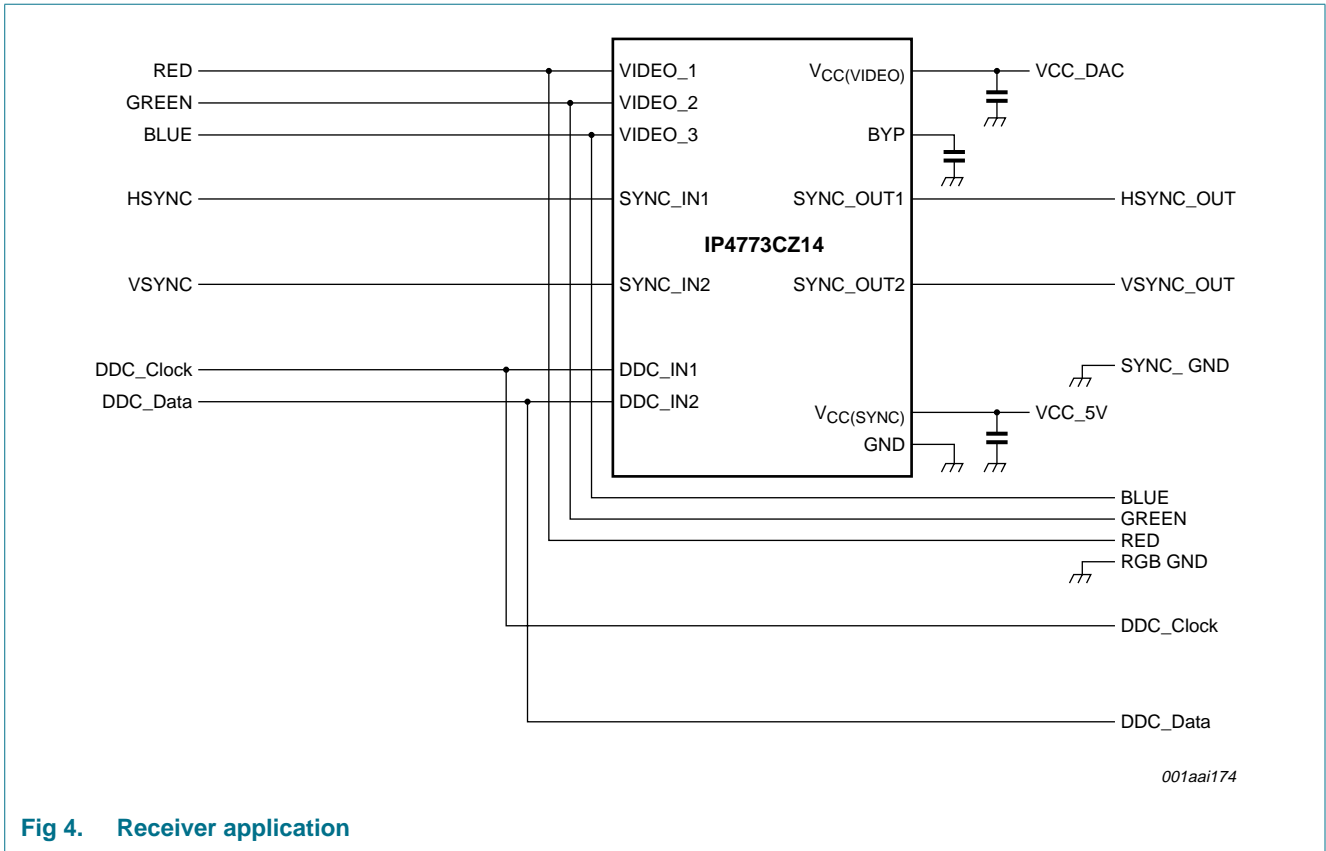 RED VIDEO_1 VCC(VIDEO) VCC_DAC
GREEN VIDEO_2
BLUE VIDEO_3 BYP
HSYNC SYNC_IN1 SYNC_OUT1 HSYNC_OUT
IP4773CZ14
VSYNC SYNC_IN2 SYNC_OUT2 VSYNC_OUT
DDC_Clock DDC_IN1 SYNC_ GND
DDC_Data DDC_IN2
VCC(SYNC) VCC_5V
GND
BLUE
GREEN
RED
RGB GND
DDC_Clock
DDC_Data
001aai174
Fig 4. Receiver application